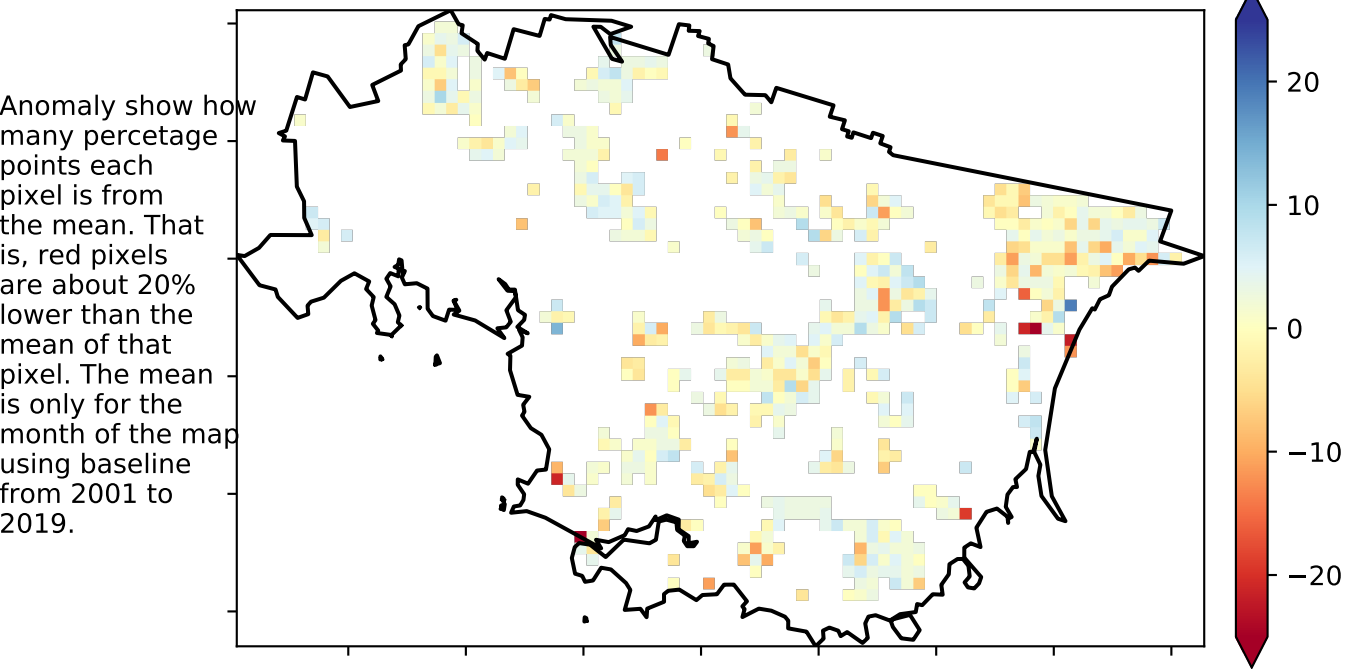 Anomaly show how
many percetage
points each
pixel is from
the mean. That
is, red pixels
are about 20%
lower than the
mean of that
pixel. The mean
is only for the
month of the map
using baseline
from 2001 to
2019.
20
10
0
−10
−20